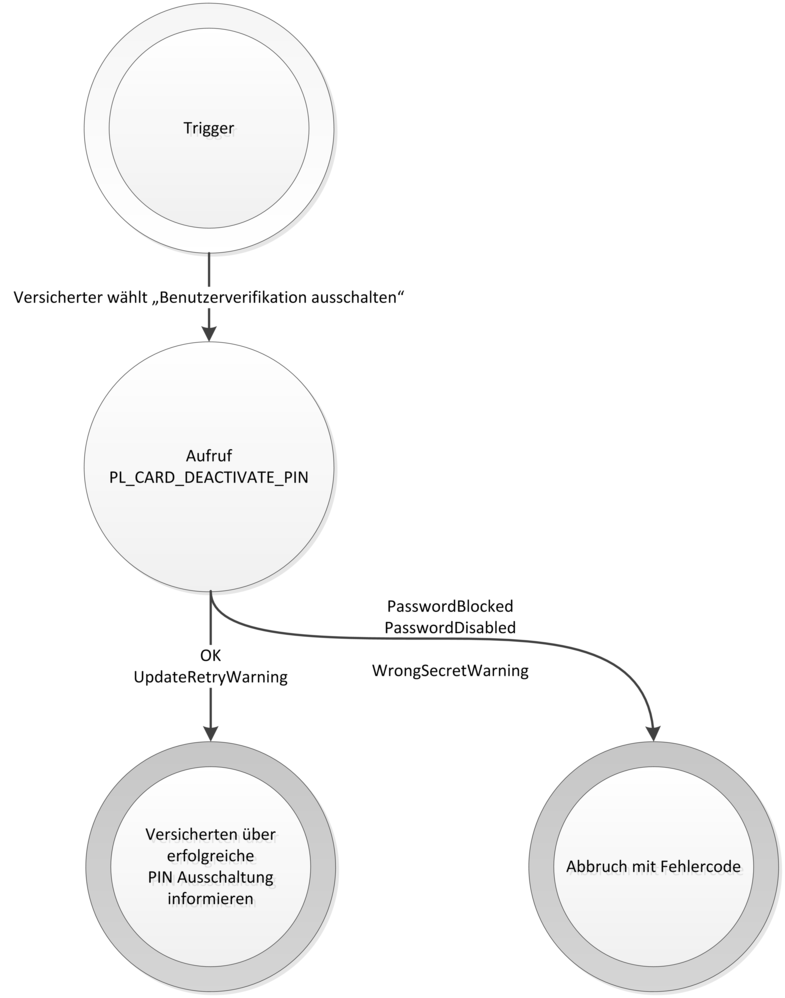 Trigger
Versicherter wählt „Benutzerverifikation ausschalten“
Aufruf
PL_CARD_DEACTIVATE_PIN
PasswordBlocked
PasswordDisabled
WrongSecretWarning
OK
UpdateRetryWarning
Versicherten über
erfolgreiche
PIN Ausschaltung
informieren
Abbruch mit Fehlercode